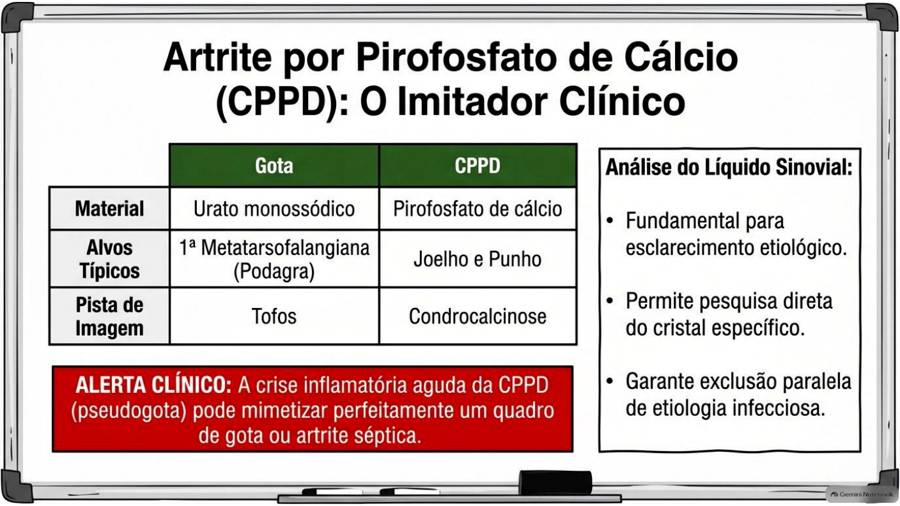 Artrite por Pirofosfato de Cálcio
(CPPD): O Imitador Clínico
Gota
CPPD
Material
Urato monossódico
Pirofosfato de cálcio
Alvos
Típicos
1ª Metatarsofalangiana
(Podagra)
Joelho e Punho
Pista de
Imagem
Tofos
Condrocalcinose
ALERTA CLÍNICO: A crise inflamatória aguda da CPPD
(pseudogota) pode mimetizar perfeitamente um quadro
de gota ou artrite séptica.
Análise do Líquido Sinovial:
• Fundamental para
esclarecimento etiológico.
• Permite pesquisa direta
do cristal específico.
• Garante exclusão paralela
de etiologia infecciosa.